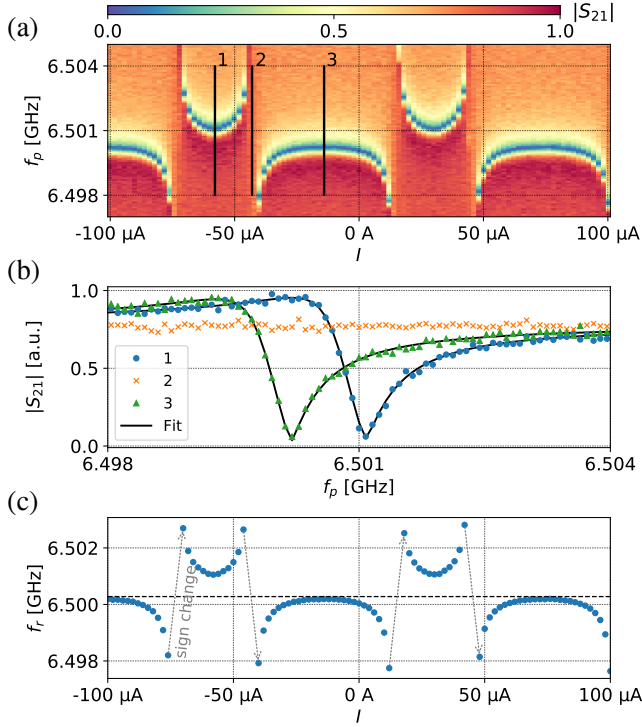 0.0 0.5 1.0 |S21|
(a)
1 2 3
6.504
6.501
6.498
fp [GHz]
-100 µA -50 µA 0 A 50 µA 100 µA
I
(b)
1.0
0.5
0.0
|S21| [a.u.]
1
2
3
Fit
6.498 6.501 6.504
fp [GHz]
(c)
6.502
6.500
6.498
fr [GHz]
sign change
-100 µA -50 µA 0 A 50 µA 100 µA
I